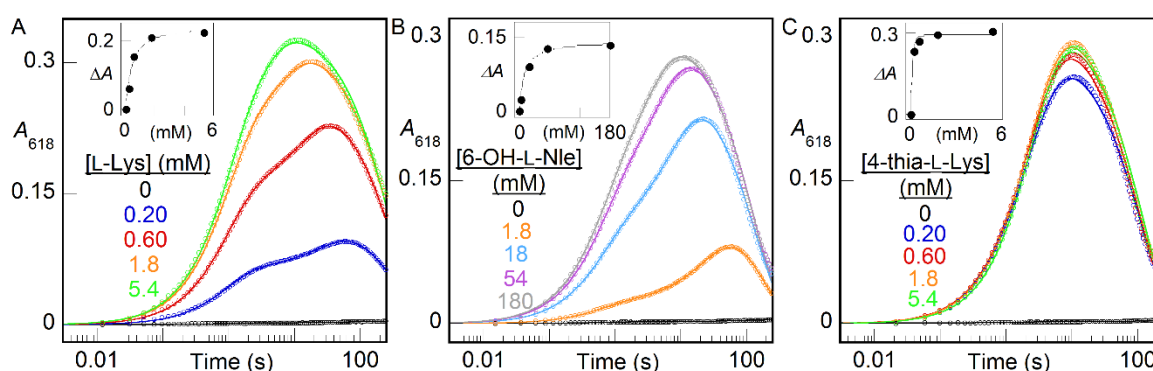 A
0.2
ΔA
0
0
(mM)
6
0.3
A618
[L-Lys] (mM)
0.15
0
0.20
0.60
1.8
5.4
0
0.01
Time (s)
100
B
0.15
ΔA
0
0
(mM)
180
0.3
A618
[6-OH-L-Nle]
(mM)
0.15
0
1.8
18
54
180
0
0.01
Time (s)
100
C
0.3
ΔA
0
0
(mM)
6
0.3
A618
[4-thia-L-Lys]
(mM)
0.15
0
0.20
0.60
1.8
5.4
0
0.01
Time (s)
100